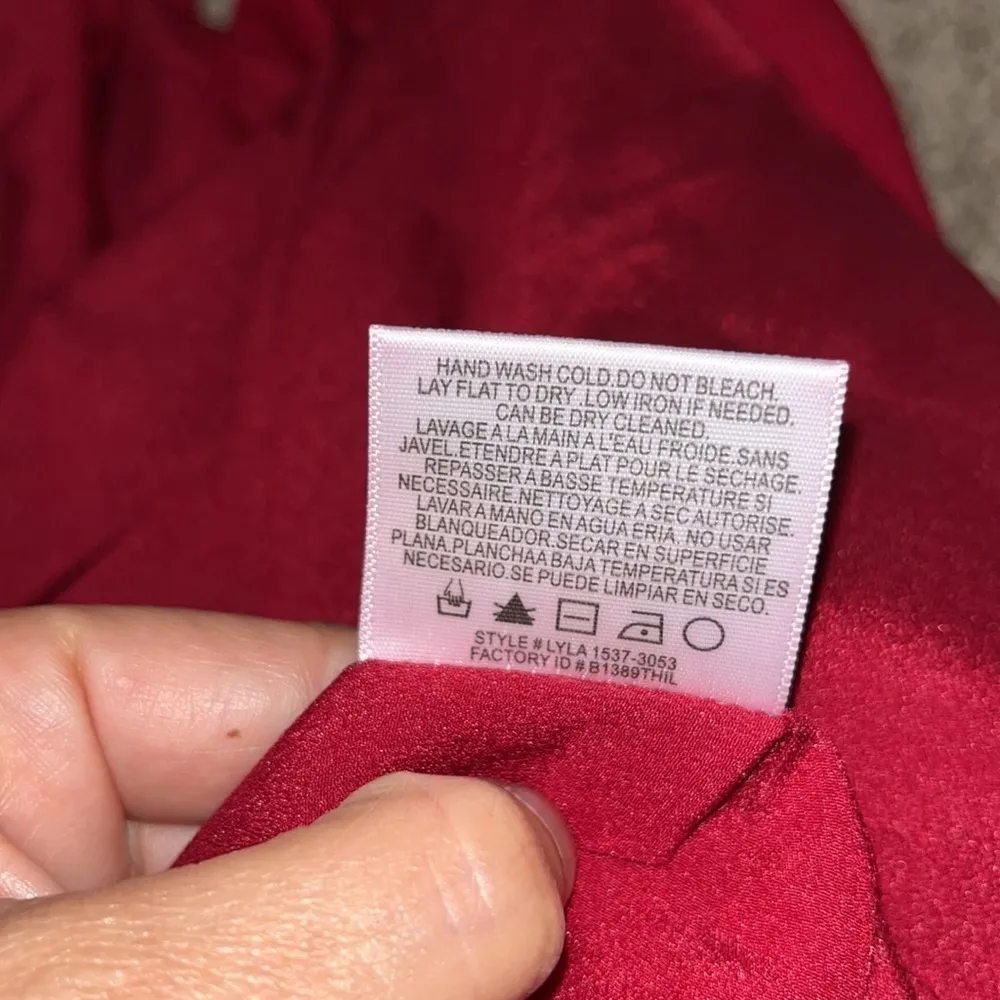 HAND WASH COLD.DO NOT BLEACH.
LAY FLAT TO DRY. LOW IRON IF NEEDED.
CAN BE DRY CLEANED.
LAVAGE A LA MAIN A L'EAU FROIDE.SANS
JAVEL.ETENDRE A PLAT POUR LE SECHAGE.
REPASSER A BASSE TEMPERATURE SI
NECESSAIRE.NETTOYAGE A SEC AUTORISE.
LAVAR A MANO EN AGUA ERIA. NO USAR
BLANQUEADOR.SECAR EN SUPERFICIE
PLANA.PLANCHAA BAJA TEMPERATURA SI ES
NECESARIO.SE PUEDE LIMPIAR EN SECO.
STYLE # LYLA 1537-3053
FACTORY ID # B1389THIL